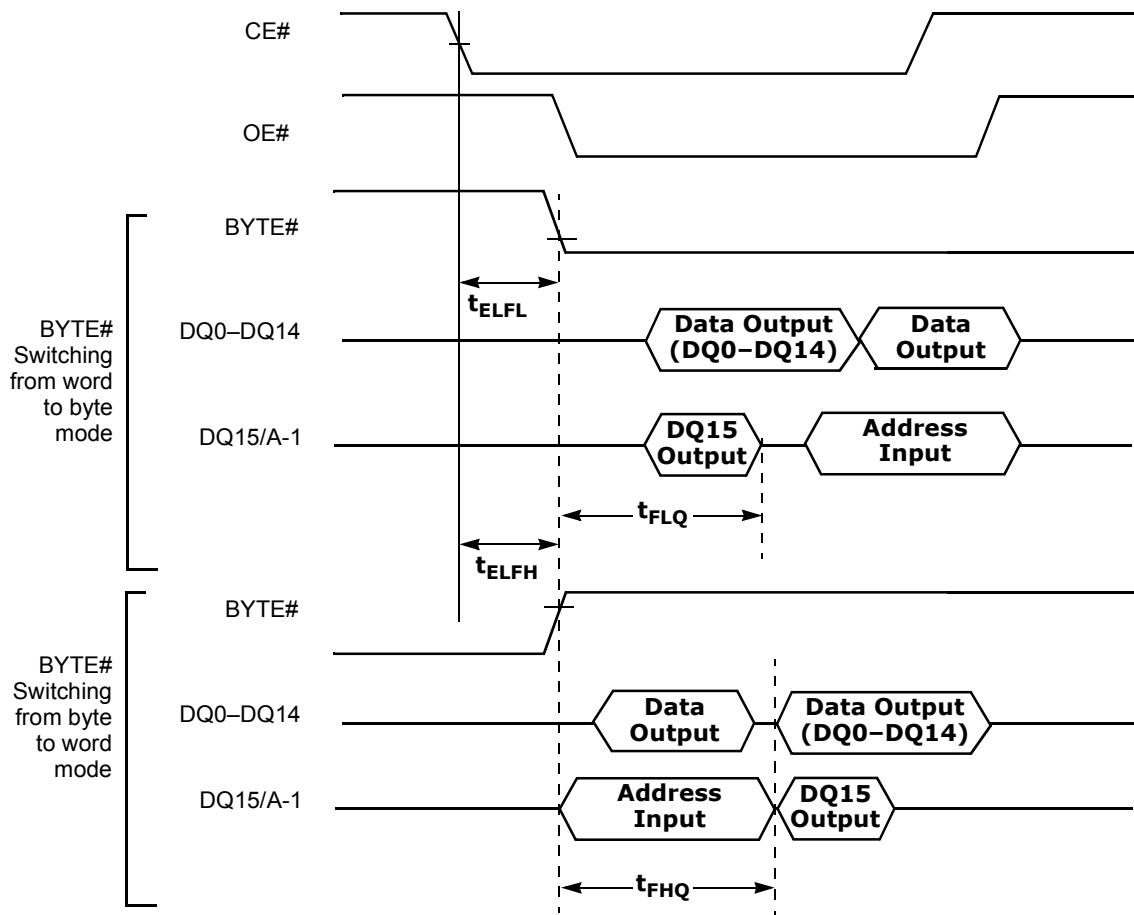 CE#
OE#
BYTE#
tELFL
BYTE#
Switching
from word
to byte
mode
DQ0–DQ14
Data Output
(DQ0–DQ14)
Data
Output
DQ15/A-1
DQ15
Output
Address
Input
tFLQ
tELFH
BYTE#
BYTE#
Switching
from byte
to word
mode
DQ0–DQ14
Data
Output
Data Output
(DQ0–DQ14)
DQ15/A-1
Address
Input
DQ15
Output
tFHQ